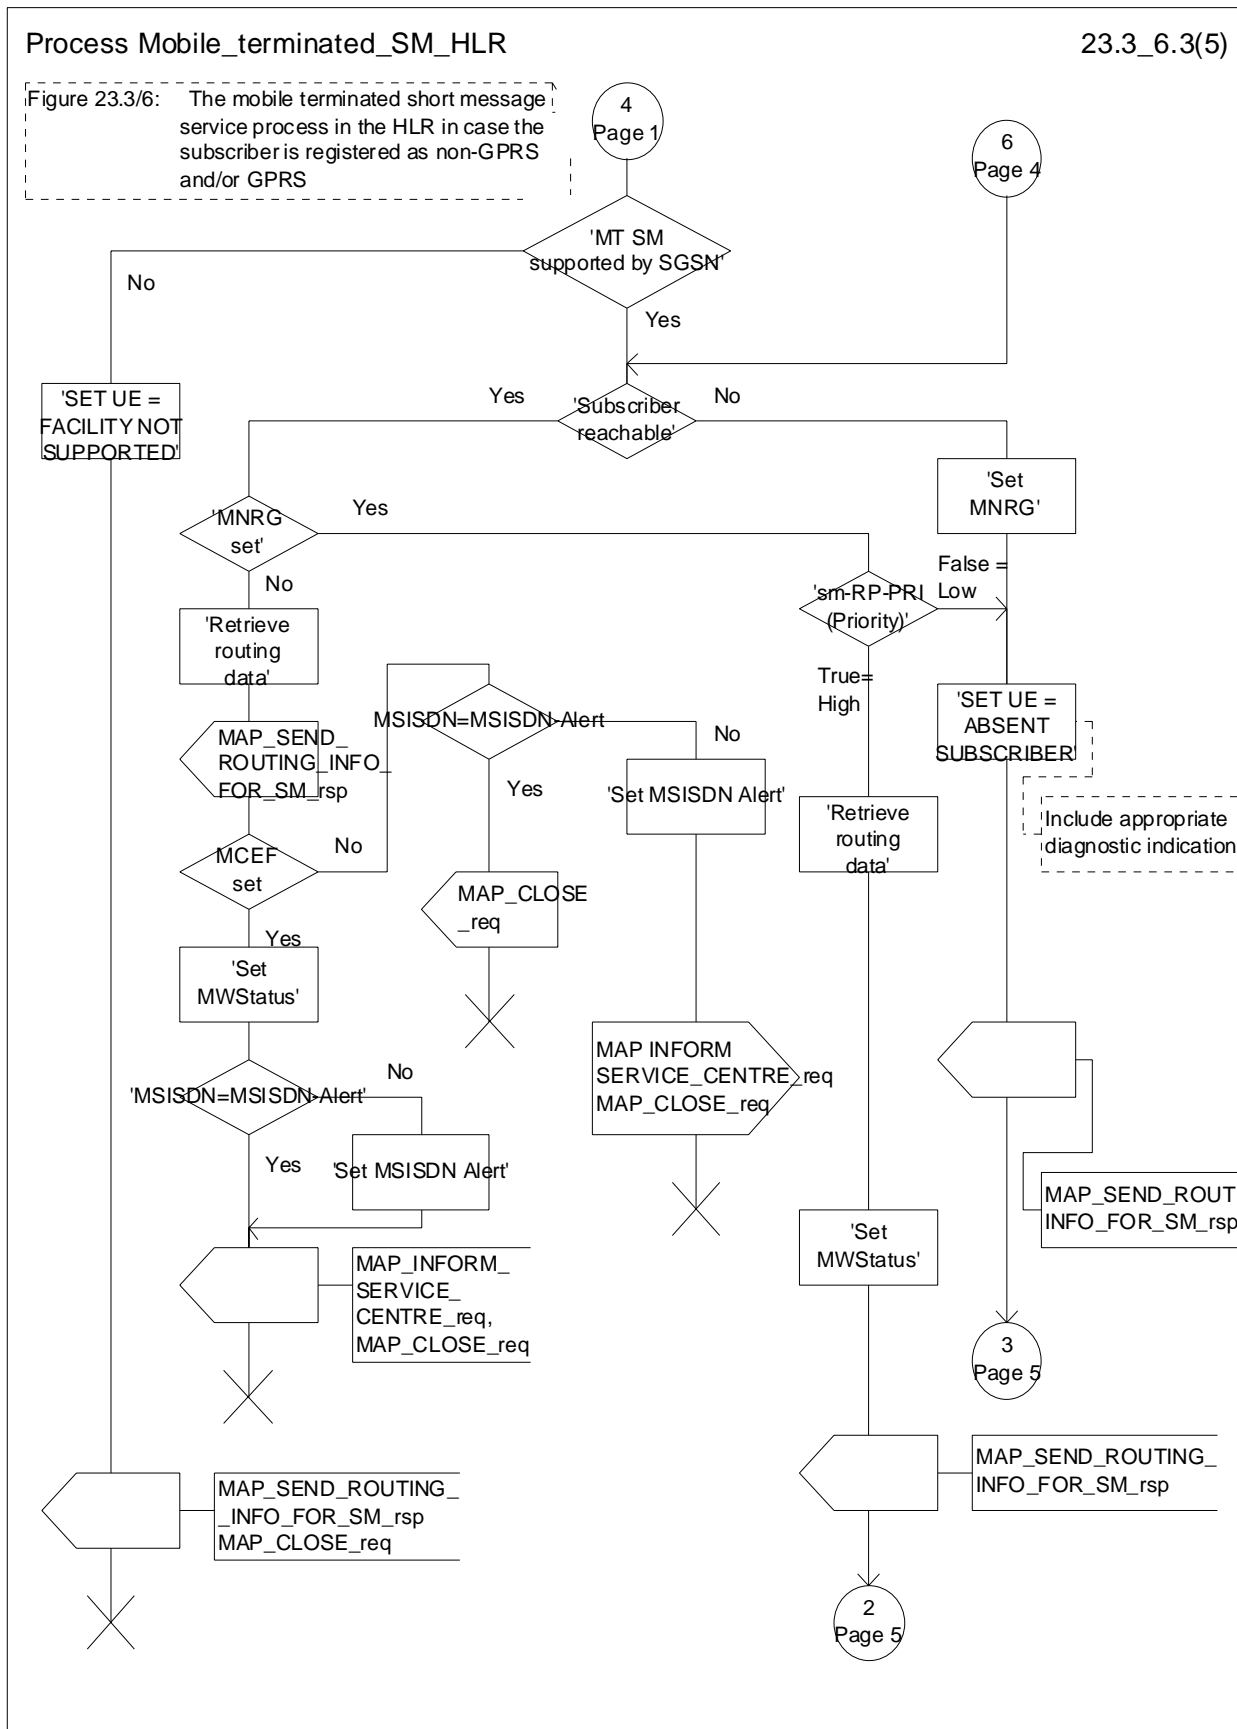 Process Mobile_terminated_SM_HLR
23.3_6.3(5)
Figure 23.3/6: The mobile terminated short message
service process in the HLR in case the
subscriber is registered as non-GPRS
and/or GPRS
4
Page 1
6
Page 4
'MT SM
supported by SGSN'
No
Yes
'SET UE =
FACILITY NOT
SUPPORTED'
Yes
'Subscriber
reachable'
No
'Set
MNRG'
'MNRG
set'
Yes
No
False =
Low
'sm-RP-PRI
(Priority)'
'Retrieve
routing
data'
True=
High
MSISDN=MSISDN-Alert
No
Yes
'SET UE =
ABSENT
SUBSCRIBER'
MAP_SEND_
ROUTING_INFO_
FOR_SM_rsp
'Set MSISDN Alert'
'Retrieve
routing
data'
Include appropriate
diagnostic indication
MCEF
set
No
Yes
MAP_CLOSE
_req
'Set
MWStatus'
MAP INFORM
SERVICE_CENTRE_req
MAP_CLOSE_req
'MSISDN=MSISDN-Alert'
No
Yes
'Set MSISDN Alert'
MAP_SEND_ROUT
INFO_FOR_SM_rsp
'Set
MWStatus'
MAP_INFORM_
SERVICE_
CENTRE_req,
MAP_CLOSE_req
3
Page 5
MAP_SEND_ROUTING_
INFO_FOR_SM_rsp
MAP_SEND_ROUTING_
_INFO_FOR_SM_rsp
MAP_CLOSE_req
2
Page 5